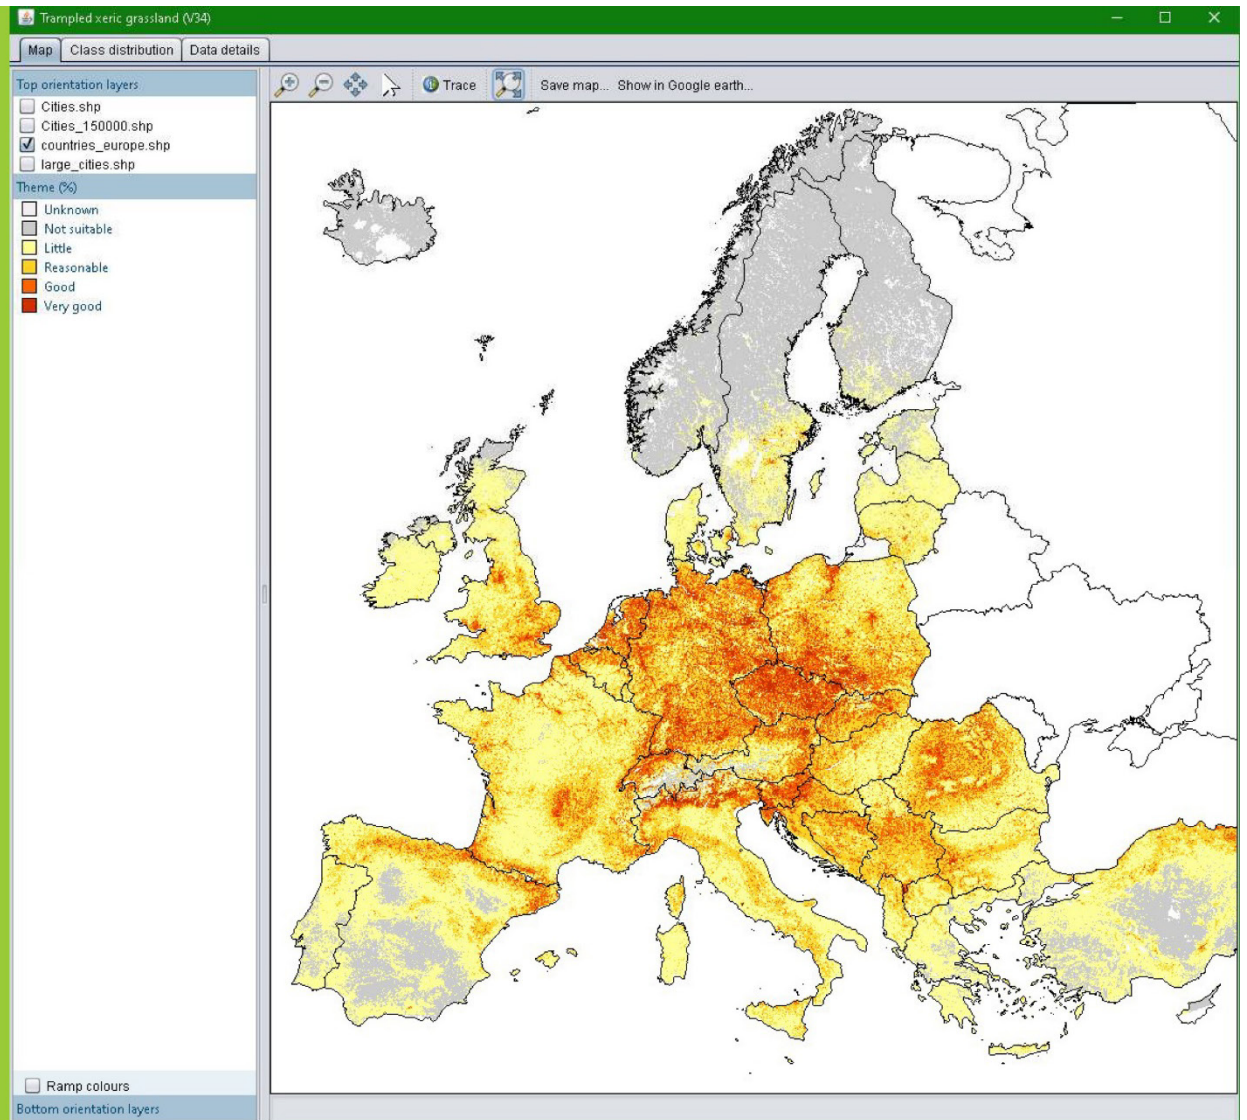 Trampled xeric grassland (V34)
Map Class distribution Data details
Top orientation layers
Cities.shp
Cities_150000.shp
countries_europe.shp
large_cities.shp
Theme (%)
Unknown
Not suitable
Little
Reasonable
Good
Very good
Ramp colours
Bottom orientation layers
Trace Save map... Show in Google earth...